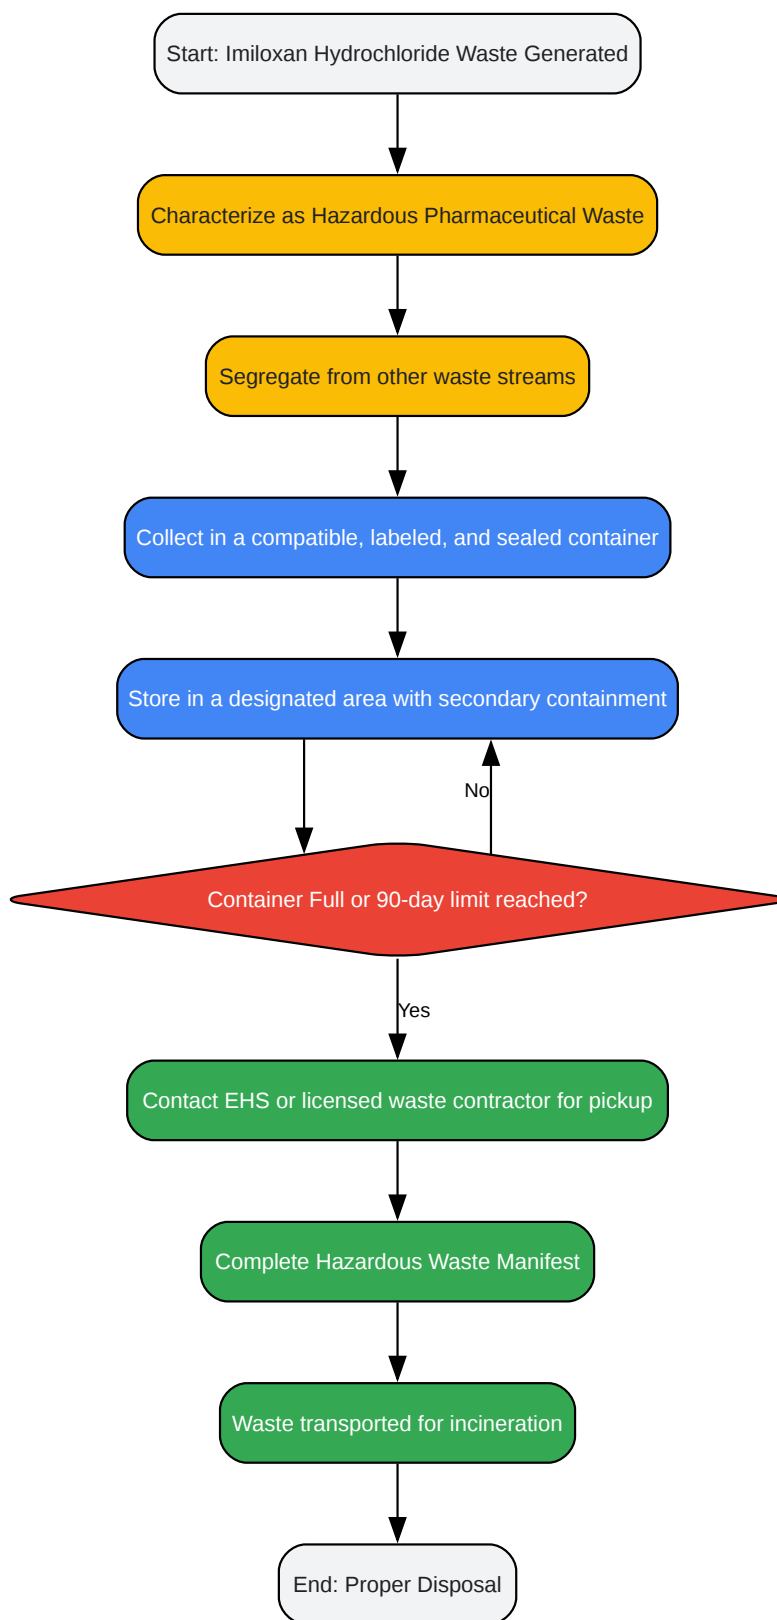 Start: Imiloxan Hydrochloride Waste Generated
Characterize as Hazardous Pharmaceutical Waste
Segregate from other waste streams
Collect in a compatible, labeled, and sealed container
Store in a designated area with secondary containment
No
Container Full or 90-day limit reached?
Yes
Contact EHS or licensed waste contractor for pickup
Complete Hazardous Waste Manifest
Waste transported for incineration
End: Proper Disposal